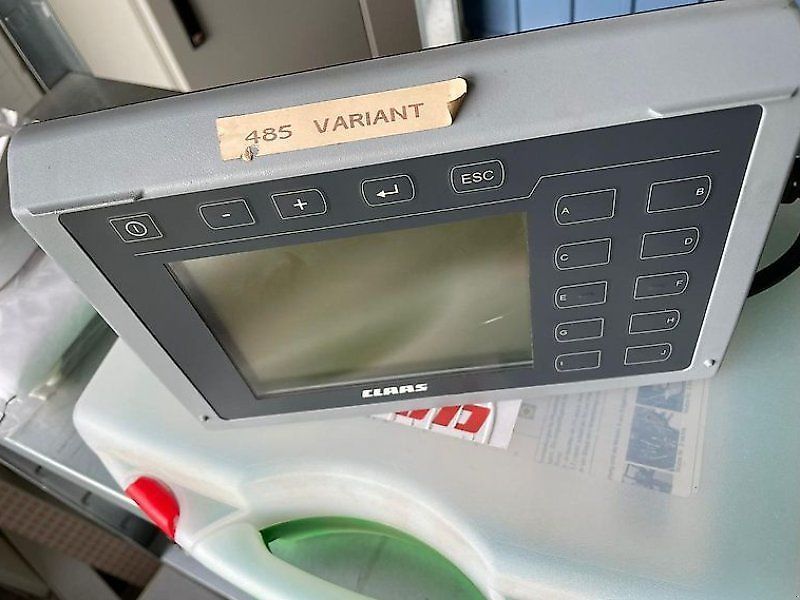 485 VARIANT
- + ESC
A B
C D
E F
G H
I J
CLAAS